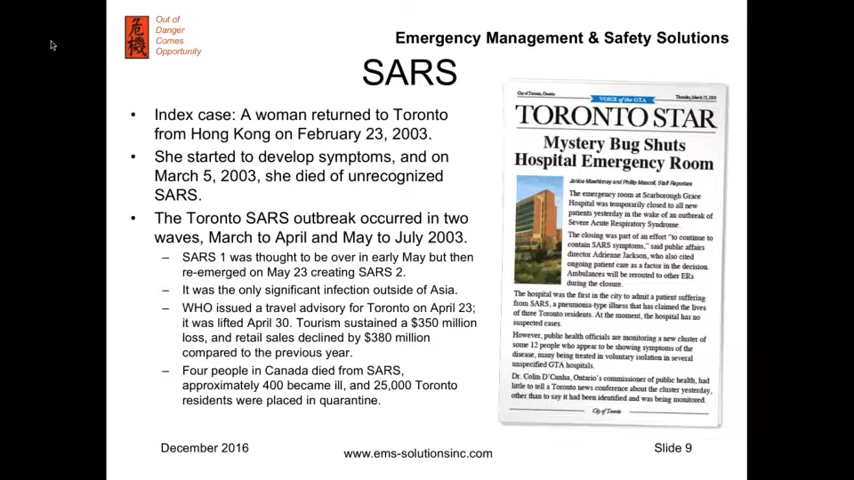 危
機
Out of
Danger
Comes
Opportunity
Emergency Management & Safety Solutions
SARS
• Index case: A woman returned to Toronto
from Hong Kong on February 23, 2003.
• She started to develop symptoms, and on
March 5, 2003, she died of unrecognized
SARS.
• The Toronto SARS outbreak occurred in two
waves, March to April and May to July 2003.
– SARS 1 was thought to be over in early May but then
re-emerged on May 23 creating SARS 2.
– It was the only significant infection outside of Asia.
– WHO issued a travel advisory for Toronto on April 23;
it was lifted April 30. Tourism sustained a $350 million
loss, and retail sales declined by $380 million
compared to the previous year.
– Four people in Canada died from SARS,
approximately 400 became ill, and 25,000 Toronto
residents were placed in quarantine.
City of Toronto, Ontario
VOICE of the GTA
Thursday, March 2003
TORONTO STAR
Mystery Bug Shuts
Hospital Emergency Room
Janice Mawhinney and Phillip Mascoll, Staff Reporters
The emergency room at Scarborough Grace
Hospital was temporarily closed to all new
patients yesterday in the wake of an outbreak of
Severe Acute Respiratory Syndrome.
The closing was part of an effort "to continue to
contain SARS symptoms," said public affairs
director Adrienne Jackson, who also cited
ongoing patient care as a factor in the decision.
Ambulances will be rerouted to other ERs
during the closure.
The hospital was the first in the city to admit a patient suffering
from SARS, a pneumonia-type illness that has claimed the lives
of three Toronto residents. At the moment, the hospital has no
suspected cases.
However, public health officials are monitoring a new cluster of
some 12 people who appear to be showing symptoms of the
disease, many being treated in voluntary isolation in several
unspecified GTA hospitals.
Dr. Colin D'Cunha, Ontario's commissioner of public health, had
little to tell a Toronto news conference about the cluster yesterday,
other than to say it had been identified and was being monitored.
City of Toronto
December 2016
www.ems-solutionsinc.com
Slide 9